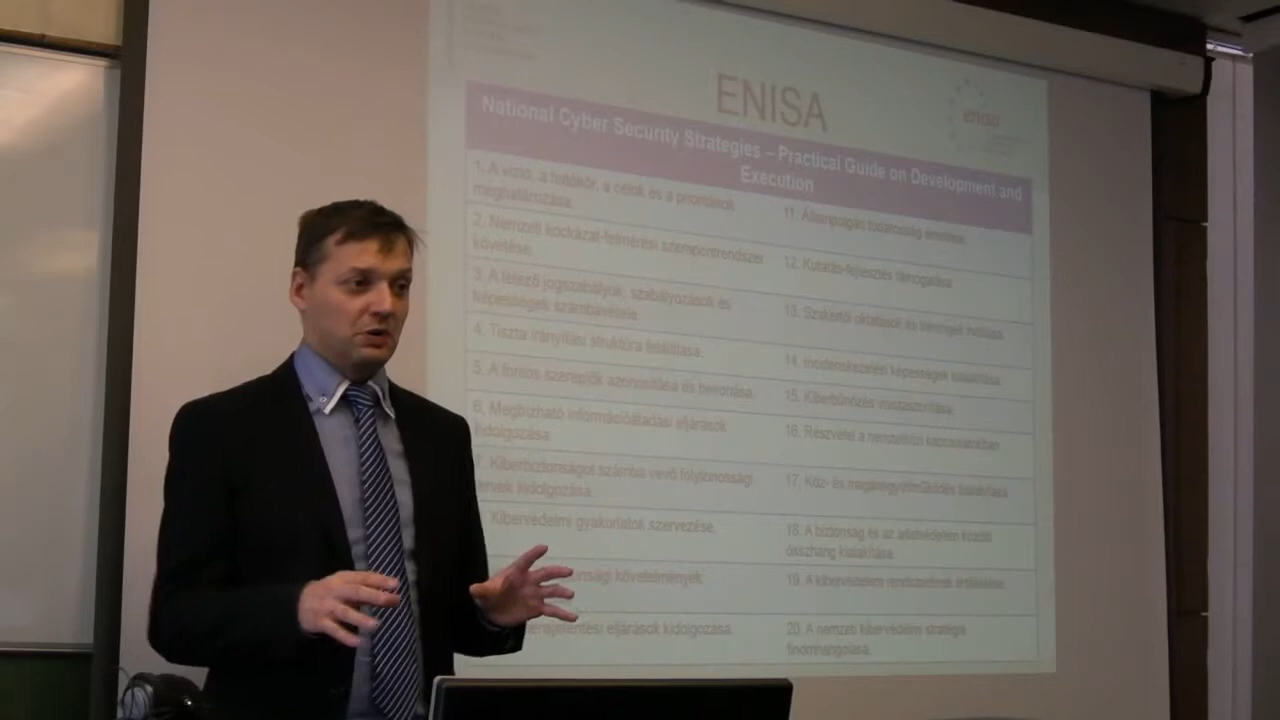 ENISA
enisa
National Cyber Security Strategies – Practical Guide on Development and
Execution
1. A vízió, a hatókör, a célok és a prioritások
meghatározása.
2. Nemzeti kockázat-felmérési szempontrendszer
követése.
3. A létező jogszabályok, szabályozások és
képességek számbavétele.
4. Tiszta irányítási struktúra felállítása.
5. A fontos szereplők azonosítása és bevonása.
6. Megbízható információátadási eljárások
kidolgozása.
7. Kiberbiztonságot számba vevő folytonossági
tervek kidolgozása.
Kibervédelmi gyakorlatok szervezése.
követelmények.
eljárások kidolgozása.
11. Állampolgári tudatosság
12. Kutatás-fejlesztés támogatása.
13. Szakértői oktatások és tréningek indítása.
14. Incidenskezelési képességek kialakítása.
15. Kiberbűnözés visszaszorítása.
16. Részvétel a nemzetközi kapcsolatokban
17. Köz- és magánegyüttműködés kialakítása.
18. A biztonság és az adatvédelem közötti
összhang kialakítása.
19. A kibervédelem rendszerének értékelése.
20. A nemzeti kibervédelmi stratégia
finomhangolása.